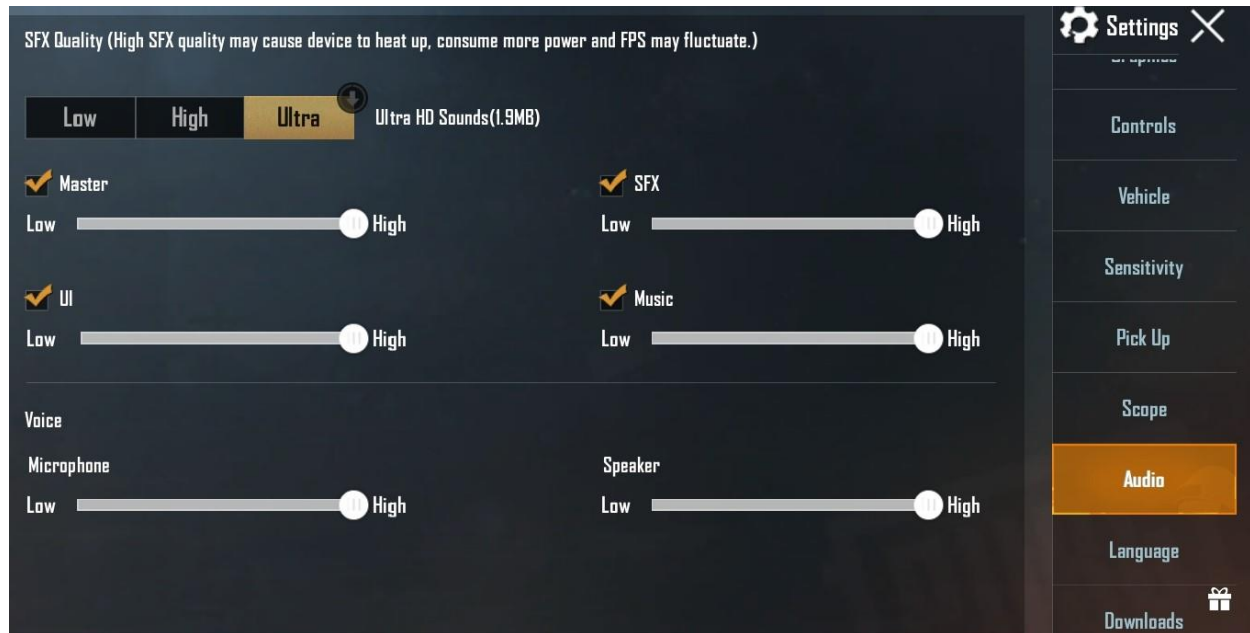 SFX Quality (High SFX quality may cause device to heat up, consume more power and FPS may fluctuate.)
Low High Ultra Ultra HD Sounds(1.9MB)
Master
Low High
SFX
Low High
UI
Low High
Music
Low High
Voice
Microphone
Low High
Speaker
Low High
Settings
Graphics
Controls
Vehicle
Sensitivity
Pick Up
Scope
Audio
Language
Downloads